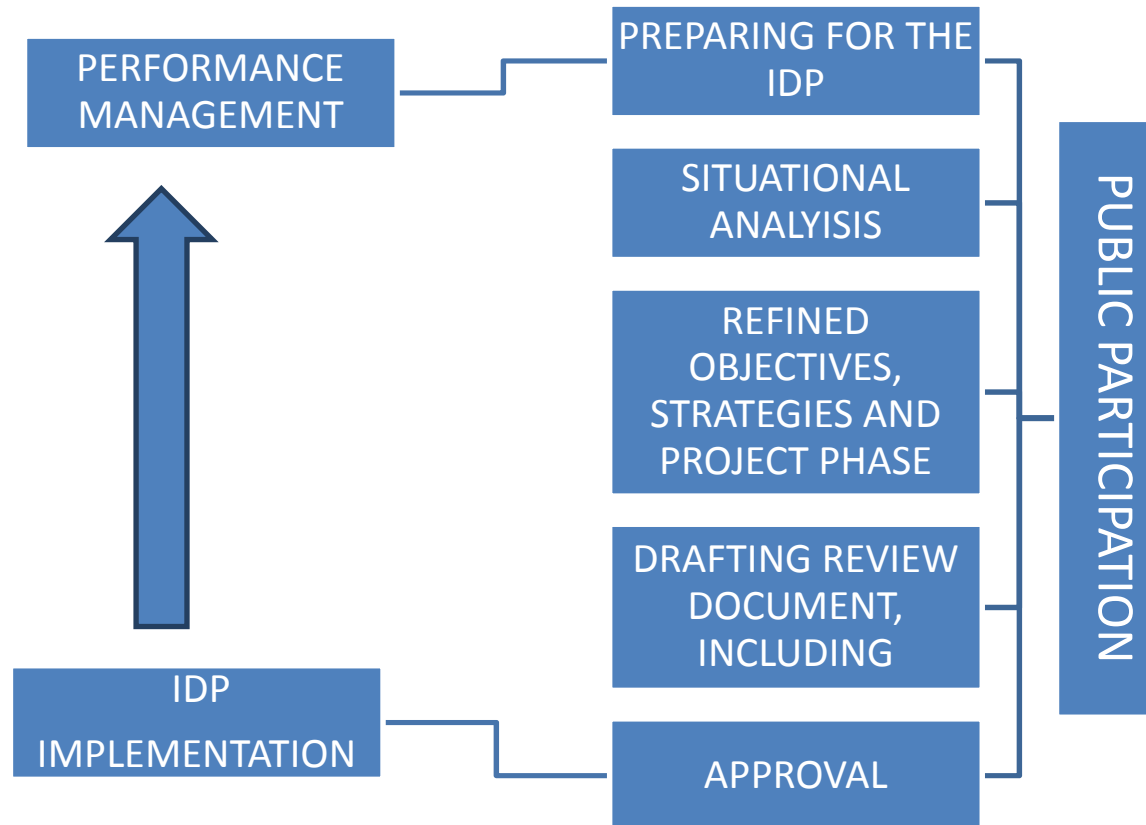 PERFORMANCE
MANAGEMENT
PREPARING FOR THE
IDP
SITUATIONAL
ANALYISIS
REFINED
OBJECTIVES,
STRATEGIES AND
PROJECT PHASE
DRAFTING REVIEW
DOCUMENT,
INCLUDING
APPROVAL
IDP
IMPLEMENTATION
PUBLIC PARTICIPATION